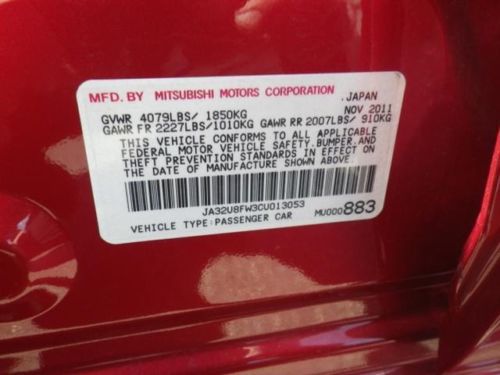 MFD. BY MITSUBISHI MOTORS CORPORATION .JAPAN
GVWR 4079LBS/ 1850KG NOV 2011
GAWR FR 2227LBS/1010KG GAWR RR 2007LBS/ 910KG
THIS VEHICLE CONFORMS TO ALL APPLICABLE
FEDERAL MOTOR VEHICLE SAFETY,BUMPER,AND
THEFT PREVENTION STANDARDS IN EFFECT ON
THE DATE OF MANUFACTURE SHOWN ABOVE.
JA32U8FW3CU013053
VEHICLE TYPE:PASSENGER CAR MU000883